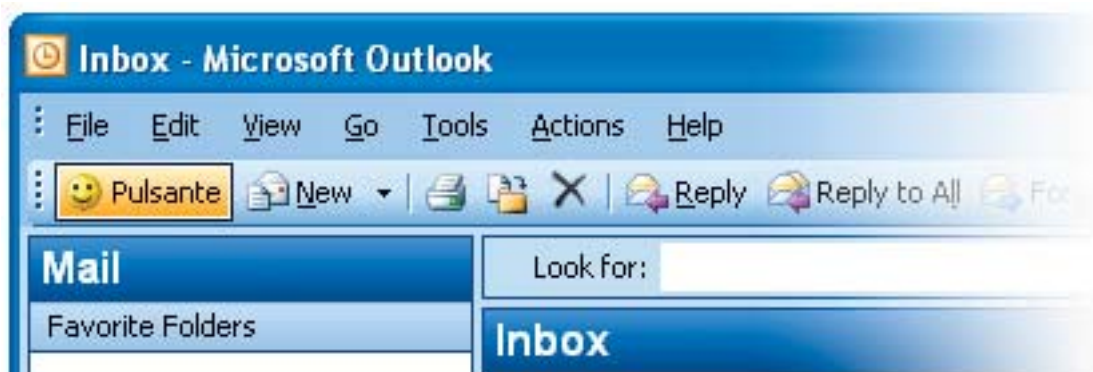 Inbox - Microsoft Outlook
File Edit View Go Tools Actions Help
Pulsante New Reply Reply to All
Mail
Look for:
Favorite Folders
Inbox